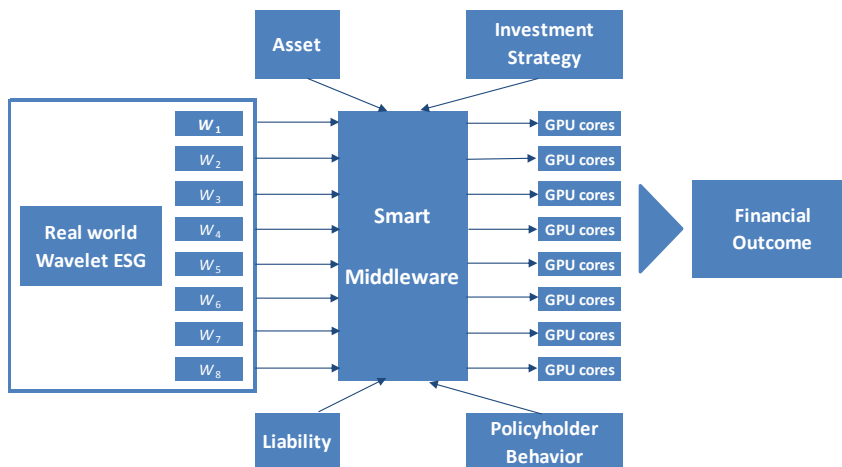 Asset
Investment
Strategy
W1
W2
W3
W4
W5
W6
W7
W8
Real world
Wavelet ESG
Smart
Middleware
GPU cores
GPU cores
GPU cores
GPU cores
GPU cores
GPU cores
GPU cores
GPU cores
Financial
Outcome
Liability
Policyholder
Behavior